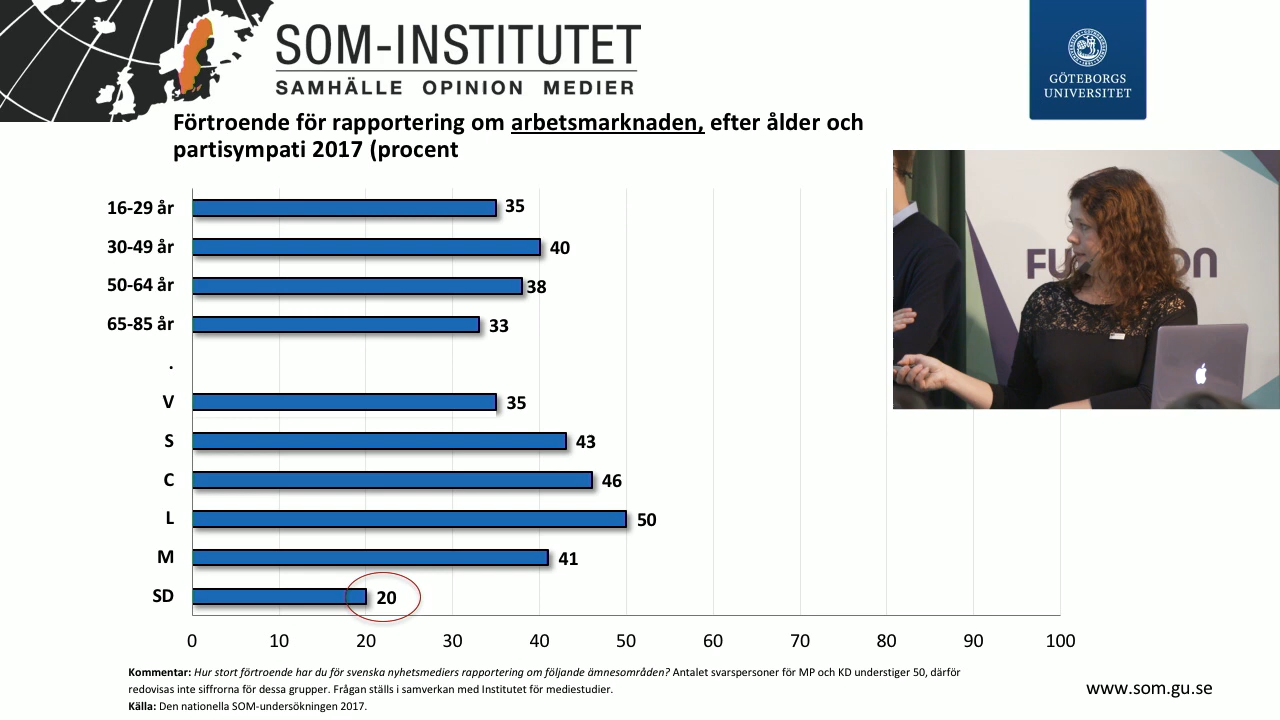 SOM-INSTITUTET
SAMHÄLLE OPINION MEDIER
GÖTEBORGS
UNIVERSITET
Förtroende för rapportering om arbetsmarknaden, efter ålder och
partisympati 2017 (procent
16-29 år 35
30-49 år 40
50-64 år 38
65-85 år 33
.
V 35
S 43
C 46
L 50
M 41
SD 20
0 10 20 30 40 50 60 70 80 90 100
Kommentar: Hur stort förtroende har du för svenska nyhetsmediers rapportering om följande ämnesområden? Antalet svarspersoner för MP och KD understiger 50, därför
redovisas inte siffrorna för dessa grupper. Frågan ställs i samverkan med Institutet för mediestudier.
Källa: Den nationella SOM-undersökningen 2017.
www.som.gu.se